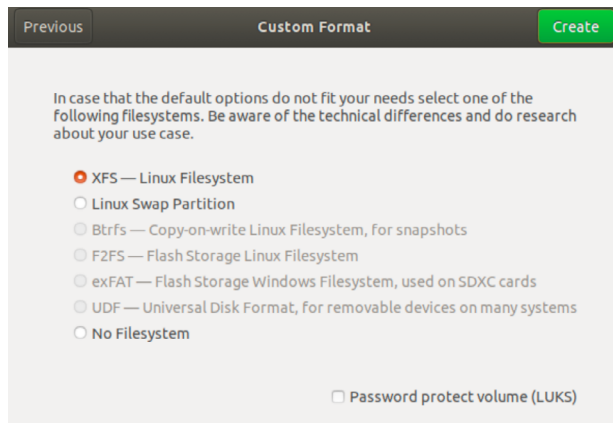 Previous
Custom Format
Create
In case that the default options do not fit your needs select one of the
following filesystems. Be aware of the technical differences and do research
about your use case.
XFS — Linux Filesystem
Linux Swap Partition
Btrfs — Copy-on-write Linux Filesystem, for snapshots
F2FS — Flash Storage Linux Filesystem
exFAT — Flash Storage Windows Filesystem, used on SDXC cards
UDF — Universal Disk Format, for removable devices on many systems
No Filesystem
Password protect volume (LUKS)